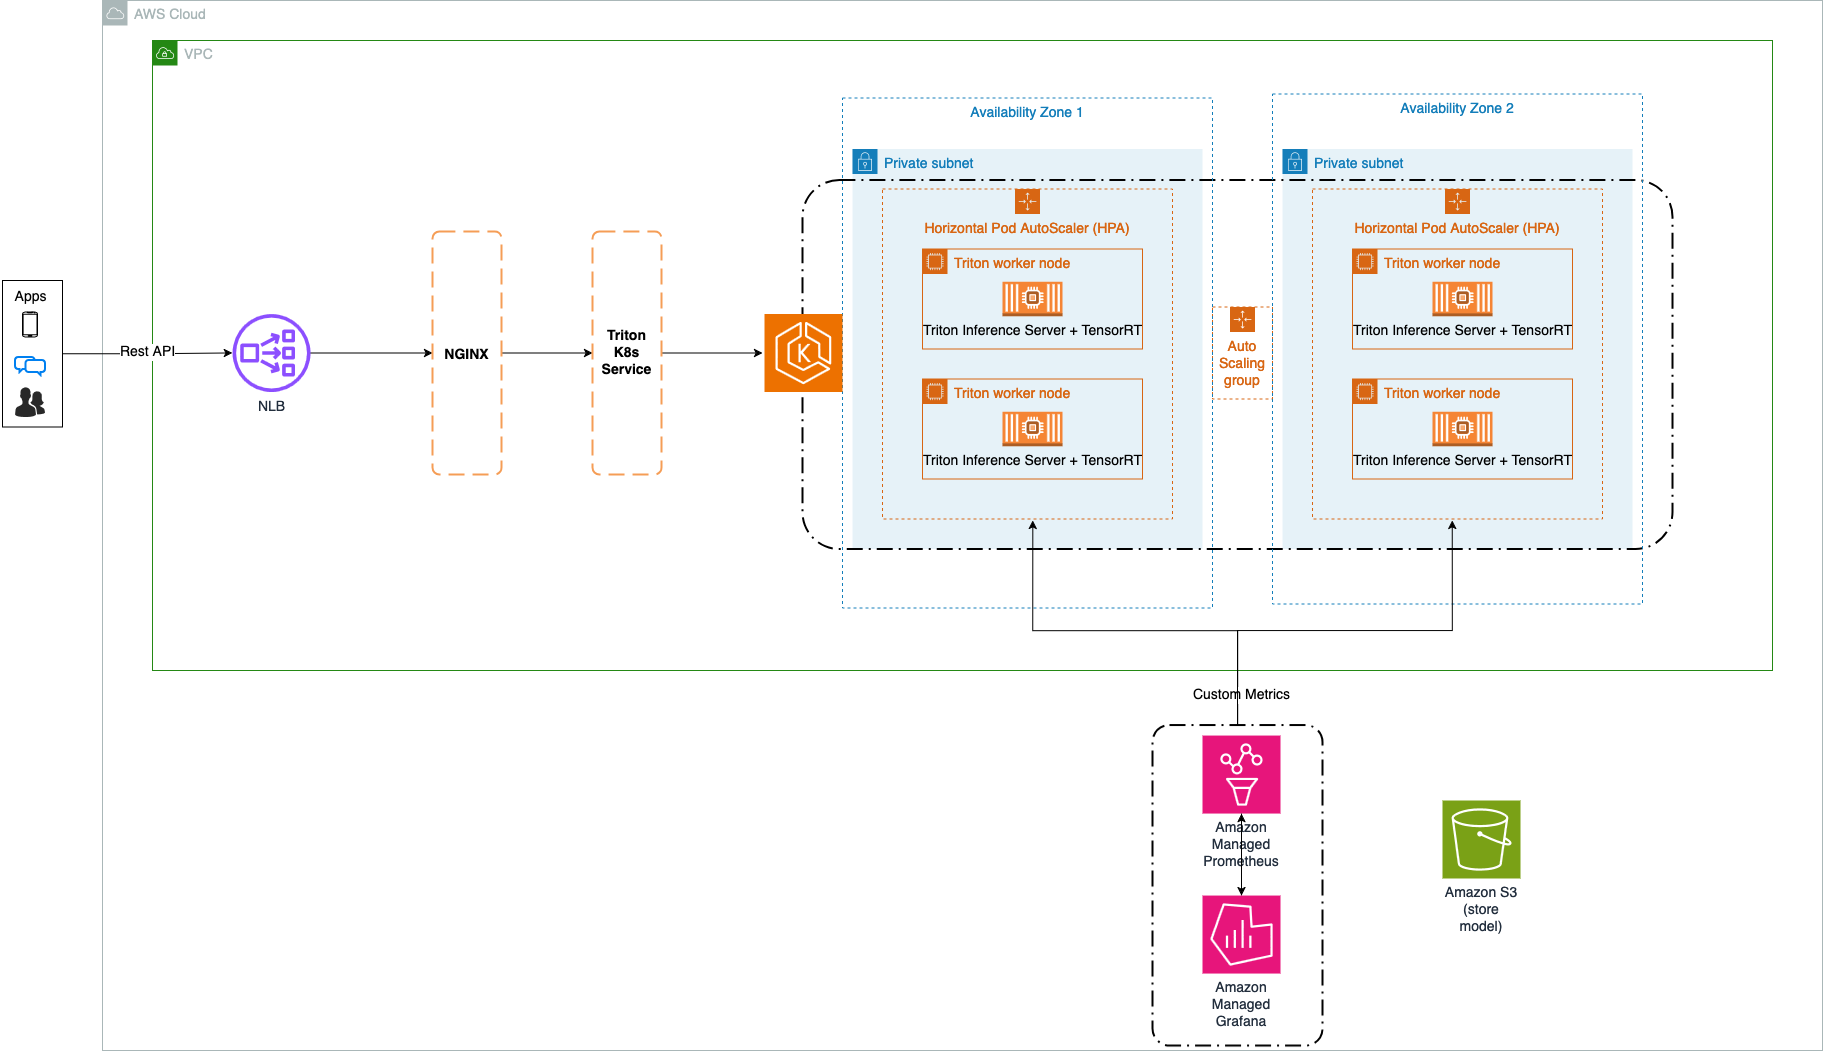 AWS Cloud
VPC
Apps
Rest API
NLB
NGINX
Triton
K8s
Service
K
Availability Zone 1
Private subnet
Horizontal Pod AutoScaler (HPA)
Triton worker node
Triton Inference Server + TensorRT
Triton worker node
Triton Inference Server + TensorRT
Auto
Scaling
group
Availability Zone 2
Private subnet
Horizontal Pod AutoScaler (HPA)
Triton worker node
Triton Inference Server + TensorRT
Triton worker node
Triton Inference Server + TensorRT
Custom Metrics
Amazon
Managed
Prometheus
Amazon
Managed
Grafana
Amazon S3
(store
model)